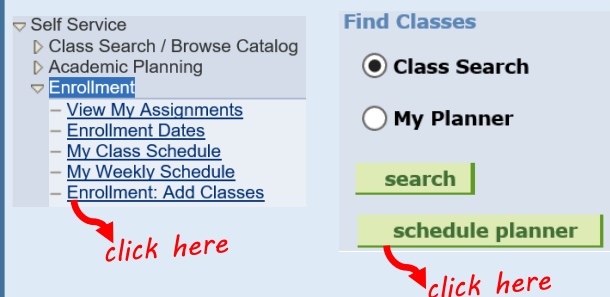 Self Service
Class Search / Browse Catalog
Academic Planning
Enrollment
View My Assignments
Enrollment Dates
My Class Schedule
My Weekly Schedule
Enrollment: Add Classes
click here
Find Classes
Class Search
My Planner
search
schedule planner
click here